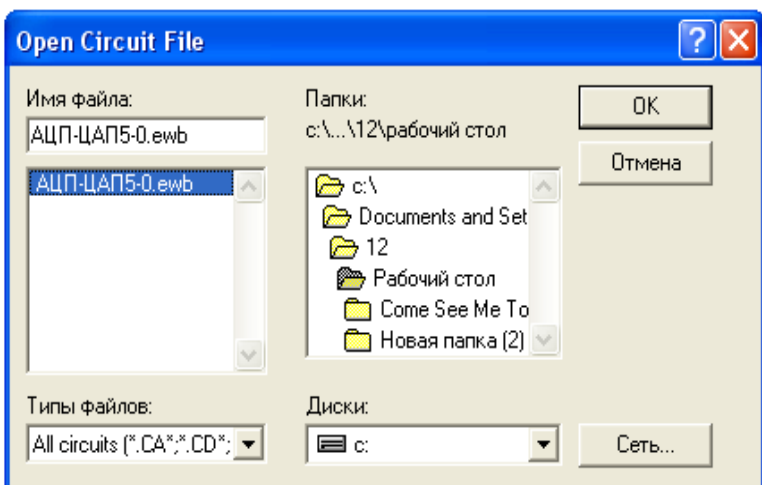 Open Circuit File
Имя файла:
АЦП-ЦАП5-0.ewb
АЦП-ЦАП5-0.ewb
Типы файлов:
All circuits (*.CA*;*.CD*;
Папки:
c:\...\12\рабочий стол
c:\
Documents and Set
12
Рабочий стол
Come See Me To
Новая папка (2)
Диски:
c:
OK
Отмена
Сеть...